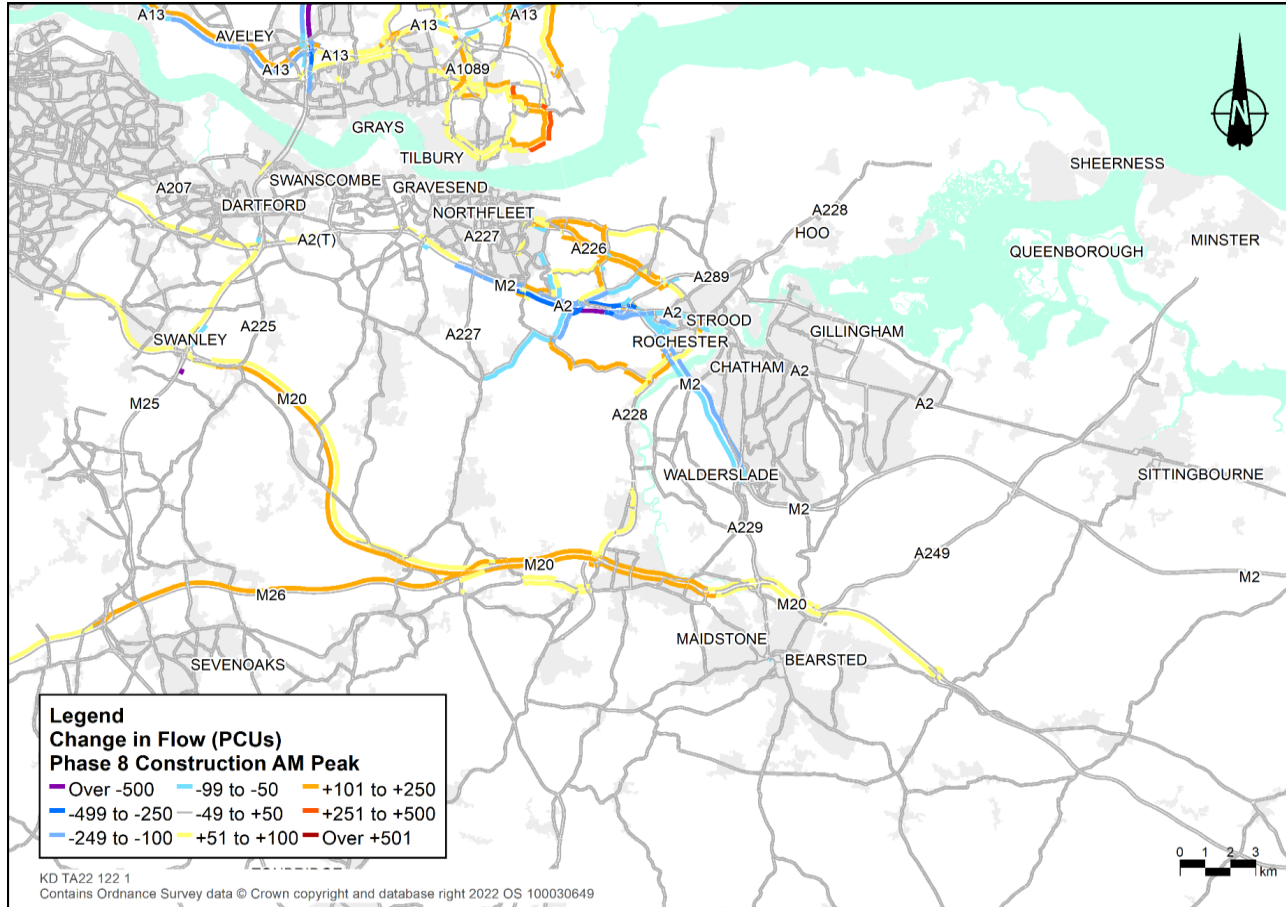 A13
A13
AVELEY
A13
A13
A13
A1089
GRAYS
TILBURY
SHEERNESS
SWANSCOMBE
A207
GRAVESEND
DARTFORD
NORTHFLEET
A228
HOO
MINSTER
A2(T)
A227
A226
QUEENBOROUGH
A289
M2
A2
A2
STROOD
GILLINGHAM
SWANLEY
A225
A227
ROCHESTER
CHATHAM
A2
M2
A2
M25
M20
A228
WALDERSLADE
SITTINGBOURNE
M2
A229
A249
M20
M2
M26
M20
MAIDSTONE
SEVENOAKS
BEARSTED
N
Legend
Change in Flow (PCUs)
Phase 8 Construction AM Peak
Over -500 -99 to -50 +101 to +250
-499 to -250 -49 to +50 +251 to +500
-249 to -100 +51 to +100 Over +501
0 1 2 3
km
KD TA22 122 1
Contains Ordnance Survey data © Crown copyright and database right 2022 OS 100030649